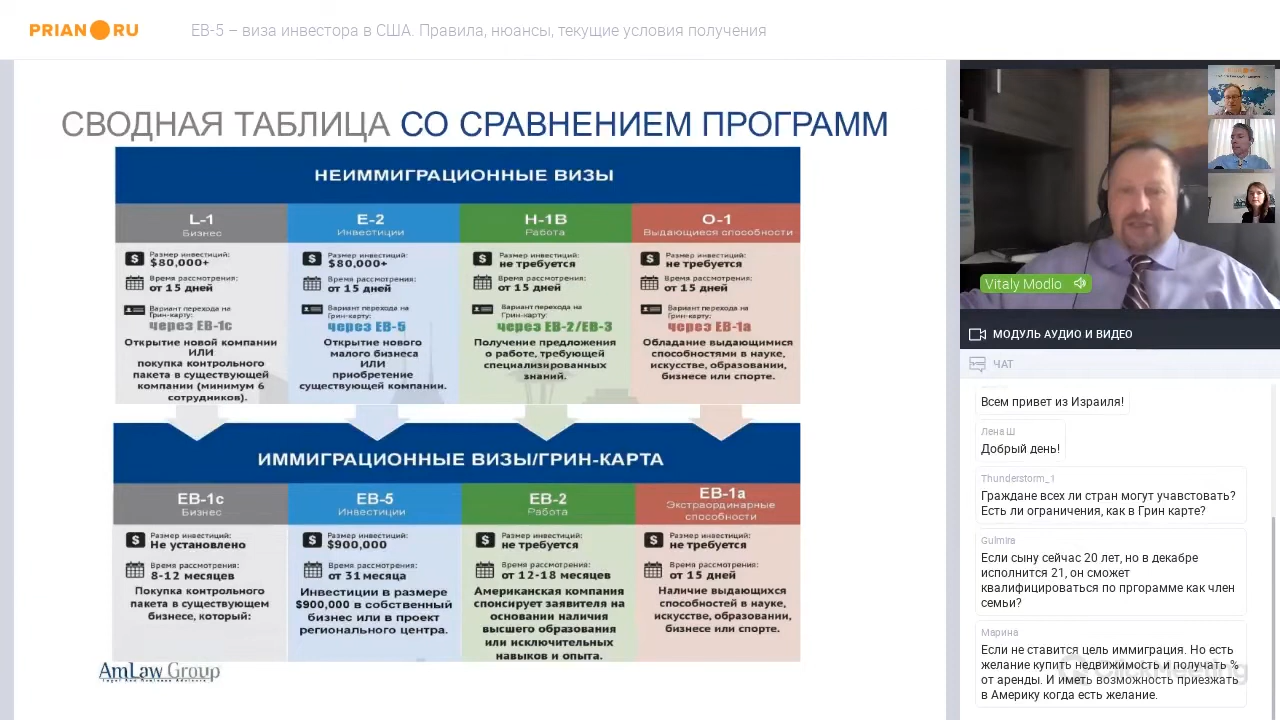 PRIAN RU
EB-5 – виза инвестора в США. Правила, нюансы, текущие условия получения
СВОДНАЯ ТАБЛИЦА СО СРАВНЕНИЕМ ПРОГРАММ
НЕИММИГРАЦИОННЫЕ ВИЗЫ
L-1
Бизнес
Размер инвестиций:
$80,000+
Время рассмотрения:
от 15 дней
Вариант перехода на
Грин-карту:
через EB-1c
Открытие новой компании
ИЛИ
покупка контрольного
пакета в существующей
компании (минимум 6
сотрудников).
E-2
Инвестиции
Размер инвестиций:
$80,000+
Время рассмотрения:
от 15 дней
Вариант перехода на
Грин-карту:
через EB-5
Открытие нового
малого бизнеса
ИЛИ
приобретение
существующей компании.
H-1B
Работа
Размер инвестиций:
не требуется
Время рассмотрения:
от 15 дней
Вариант перехода на
Грин-карту:
через EB-2/EB-3
Получение предложения
о работе, требующей
специализированных
знаний.
O-1
Выдающиеся способности
Размер инвестиций:
не требуется
Время рассмотрения:
от 15 дней
Вариант перехода на
Грин-карту:
через EB-1a
Обладание выдающимися
способностями в науке,
искусстве, образовании,
бизнесе или спорте.
ИММИГРАЦИОННЫЕ ВИЗЫ/ГРИН-КАРТА
EB-1c
Бизнес
Размер инвестиций:
Не установлено
Время рассмотрения:
8-12 месяцев
Покупка контрольного
пакета в существующем
бизнесе, который:
EB-5
Инвестиции
Размер инвестиций:
$900,000
Время рассмотрения:
от 31 месяца
Инвестиции в размере
$900,000 в собственный
бизнес или в проект
регионального центра.
EB-2
Работа
Размер инвестиций:
не требуется
Время рассмотрения:
от 12-18 месяцев
Американская компания
спонсирует заявителя на
основании наличия
высшего образования
или исключительных
навыков и опыта.
EB-1a
Экстраординарные
способности
Размер инвестиций:
не требуется
Время рассмотрения:
от 15 дней
Наличие выдающихся
способностей в науке,
искусстве, образовании,
бизнесе или спорте.
AmLaw Group
Vitaly Modlo
МОДУЛЬ АУДИО И ВИДЕО
ЧАТ
Всем привет из Израиля!
Лена Ш
Добрый день!
Thunderstorm_1
Граждане всех ли стран могут учавстовать?
Есть ли ограничения, как в Грин карте?
Gulmira
Если сыну сейчас 20 лет, но в декабре
исполнится 21, он сможет
квалифицироваться по пргорамме как член
семьи?
Марина
Если не ставится цель иммиграция. Но есть
желание купить недвижимость и получать %
от аренды. И иметь возможность приезжать
в Америку когда есть желание.
ClickMeeting